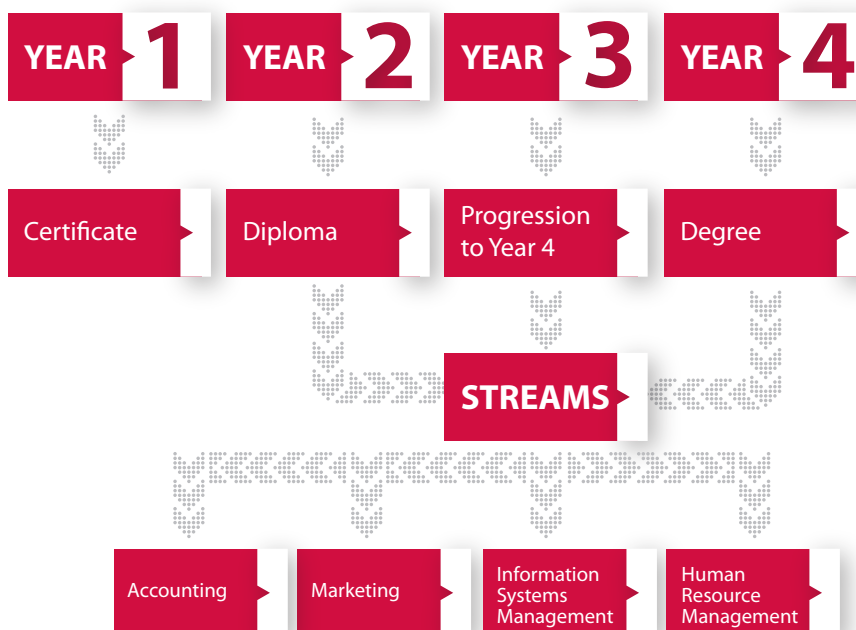 YEAR 1
YEAR 2
YEAR 3
YEAR 4
Certificate
Diploma
Progression
to Year 4
Degree
STREAMS
Accounting
Marketing
Information
Systems
Management
Human
Resource
Management